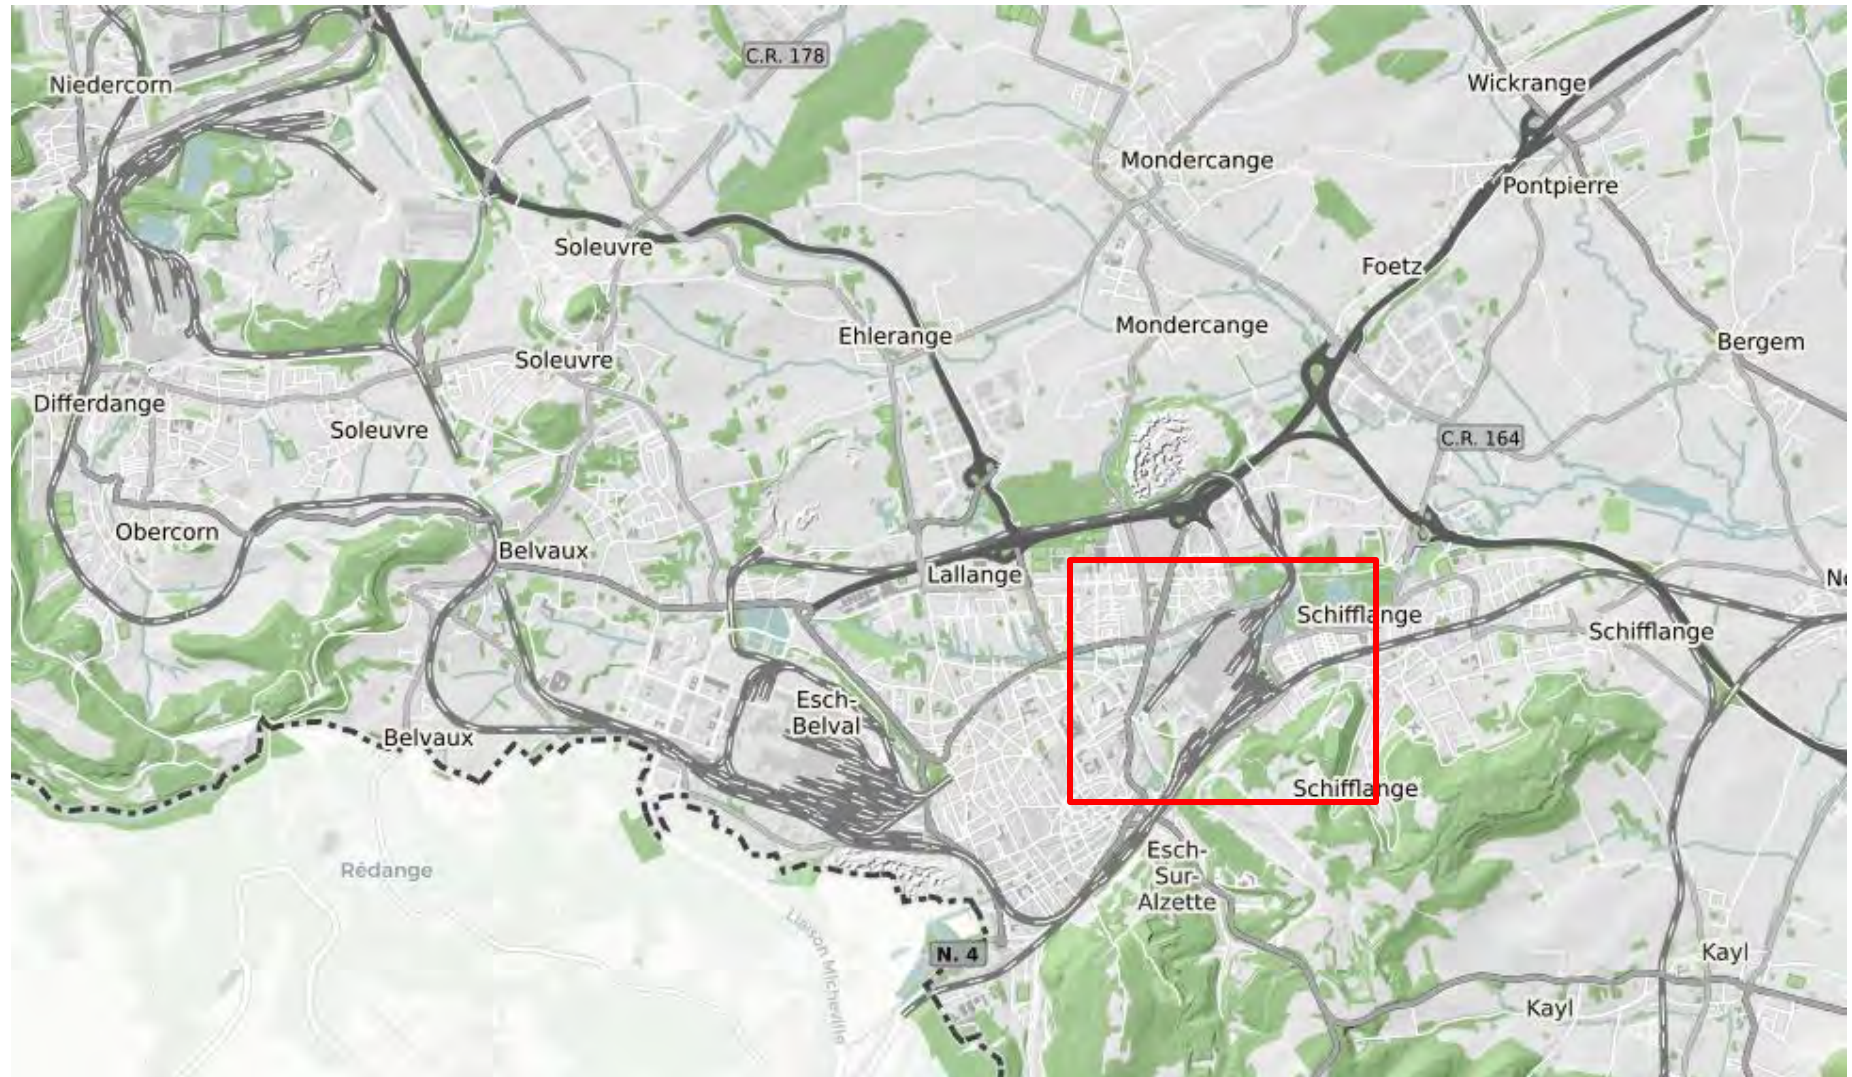 C.R. 178
Niedercorn
Wickrange
Mondercange
Pontpierre
Soleuvre
Foetz
Mondercange
Ehlerange
Bergem
Soleuvre
Differdange
Soleuvre
C.R. 164
Obercorn
Belvaux
Lallange
No
Schifflange
Schifflange
Esch-
Belval
Belvaux
Schifflange
Rédange
Esch-
Sur-
Alzette
Liaison Micheville
N. 4
Kayl
Kayl